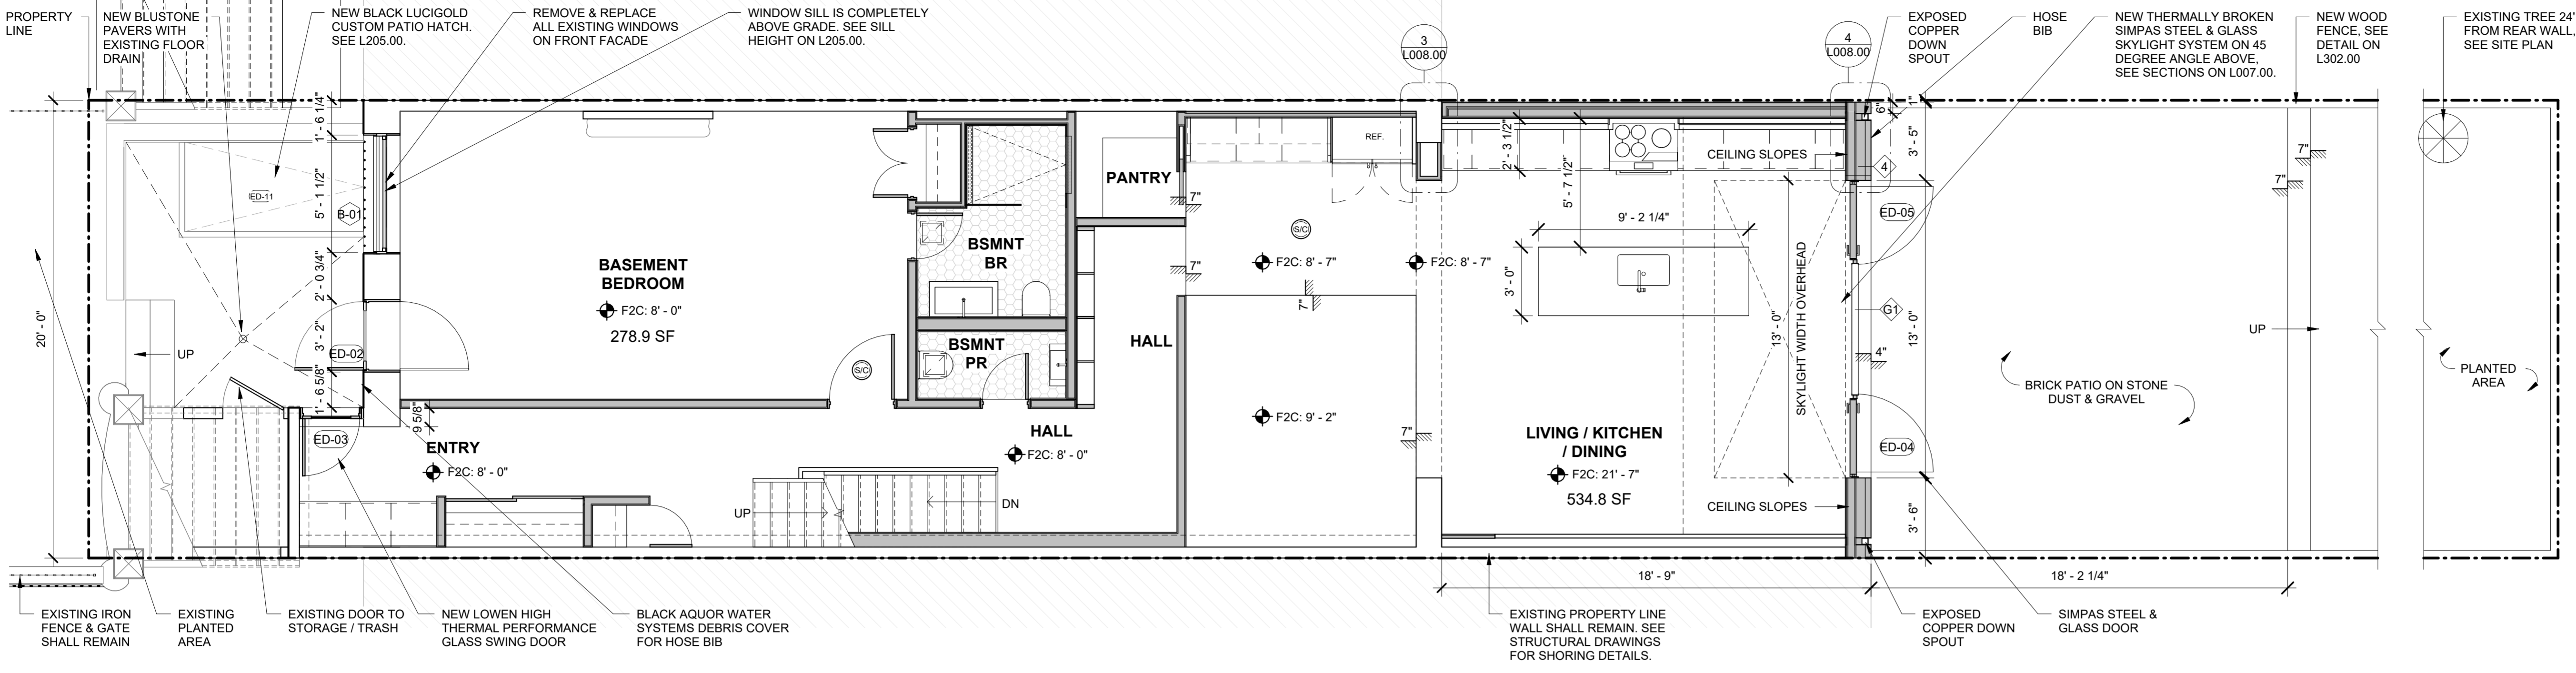 PROPERTY
LINE
NEW BLUSTONE
PAVERS WITH
EXISTING FLOOR
DRAIN
NEW BLACK LUCIGOLD
CUSTOM PATIO HATCH.
SEE L205.00.
REMOVE & REPLACE
ALL EXISTING WINDOWS
ON FRONT FACADE
WINDOW SILL IS COMPLETELY
ABOVE GRADE. SEE SILL
HEIGHT ON L205.00.
3
L008.00
4
L008.00
EXPOSED
COPPER
DOWN
SPOUT
HOSE
BIB
NEW THERMALLY BROKEN
SIMPAS STEEL & GLASS
SKYLIGHT SYSTEM ON 45
DEGREE ANGLE ABOVE,
SEE SECTIONS ON L007.00.
NEW WOOD
FENCE, SEE
DETAIL ON
L302.00
EXISTING TREE 24'
FROM REAR WALL,
SEE SITE PLAN
20' - 0"
1' - 6 1/4"
5' - 1 1/2"
2' - 0 3/4"
3' - 2"
1' - 6 5/8"
9 5/8"
ED-11
B-01
ED-02
ED-03
UP
BASEMENT
BEDROOM
F2C: 8' - 0"
278.9 SF
S/C
BSMNT
BR
BSMNT
PR
PANTRY
HALL
7"
7"
REF.
S/C
F2C: 8' - 7"
7"
F2C: 9' - 2"
F2C: 8' - 7"
7"
ENTRY
F2C: 8' - 0"
HALL
F2C: 8' - 0"
UP
DN
2' - 3 1/2"
5' - 7 1/2"
9' - 2 1/4"
3' - 0"
CEILING SLOPES
13' - 0"
SKYLIGHT WIDTH OVERHEAD
LIVING / KITCHEN
/ DINING
F2C: 21' - 7"
534.8 SF
CEILING SLOPES
6"
1"
3' - 5"
4
ED-05
G1
13' - 0"
4"
ED-04
3' - 6"
7"
7"
UP
BRICK PATIO ON STONE
DUST & GRAVEL
PLANTED
AREA
18' - 9"
18' - 2 1/4"
EXISTING IRON
FENCE & GATE
SHALL REMAIN
EXISTING
PLANTED
AREA
EXISTING DOOR TO
STORAGE / TRASH
NEW LOWEN HIGH
THERMAL PERFORMANCE
GLASS SWING DOOR
BLACK AQUOR WATER
SYSTEMS DEBRIS COVER
FOR HOSE BIB
EXISTING PROPERTY LINE
WALL SHALL REMAIN. SEE
STRUCTURAL DRAWINGS
FOR SHORING DETAILS.
EXPOSED
COPPER DOWN
SPOUT
SIMPAS STEEL &
GLASS DOOR